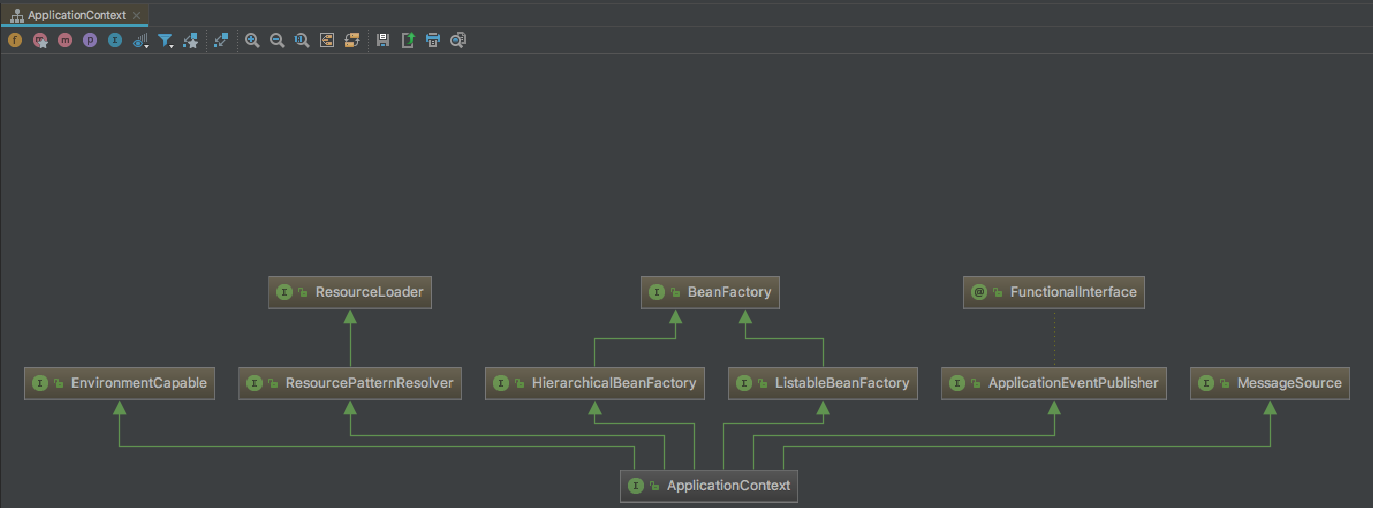 ApplicationContext
ResourceLoader
BeanFactory
FunctionalInterface
EnvironmentCapable
ResourcePatternResolver
HierarchicalBeanFactory
ListableBeanFactory
ApplicationEventPublisher
MessageSource
ApplicationContext